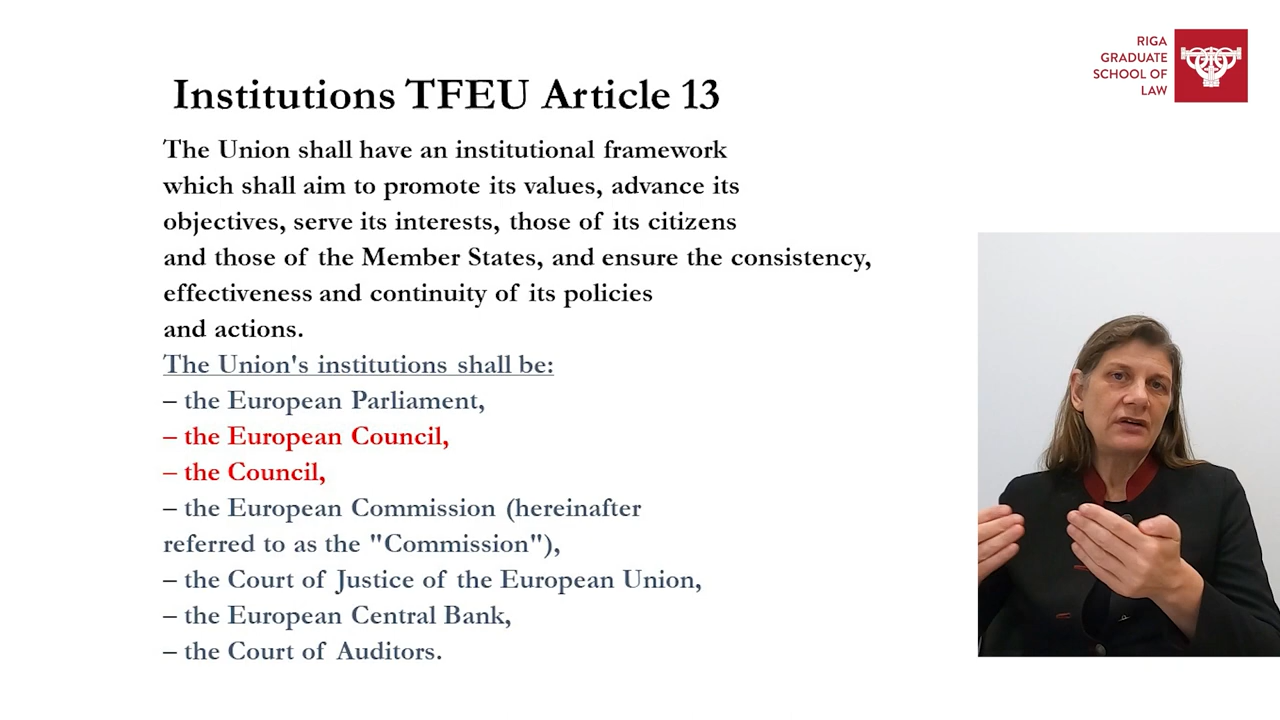 RIGA
GRADUATE
SCHOOL OF
LAW
Institutions TFEU Article 13
The Union shall have an institutional framework
which shall aim to promote its values, advance its
objectives, serve its interests, those of its citizens
and those of the Member States, and ensure the consistency,
effectiveness and continuity of its policies
and actions.
The Union's institutions shall be:
– the European Parliament,
– the European Council,
– the Council,
– the European Commission (hereinafter
referred to as the "Commission"),
– the Court of Justice of the European Union,
– the European Central Bank,
– the Court of Auditors.